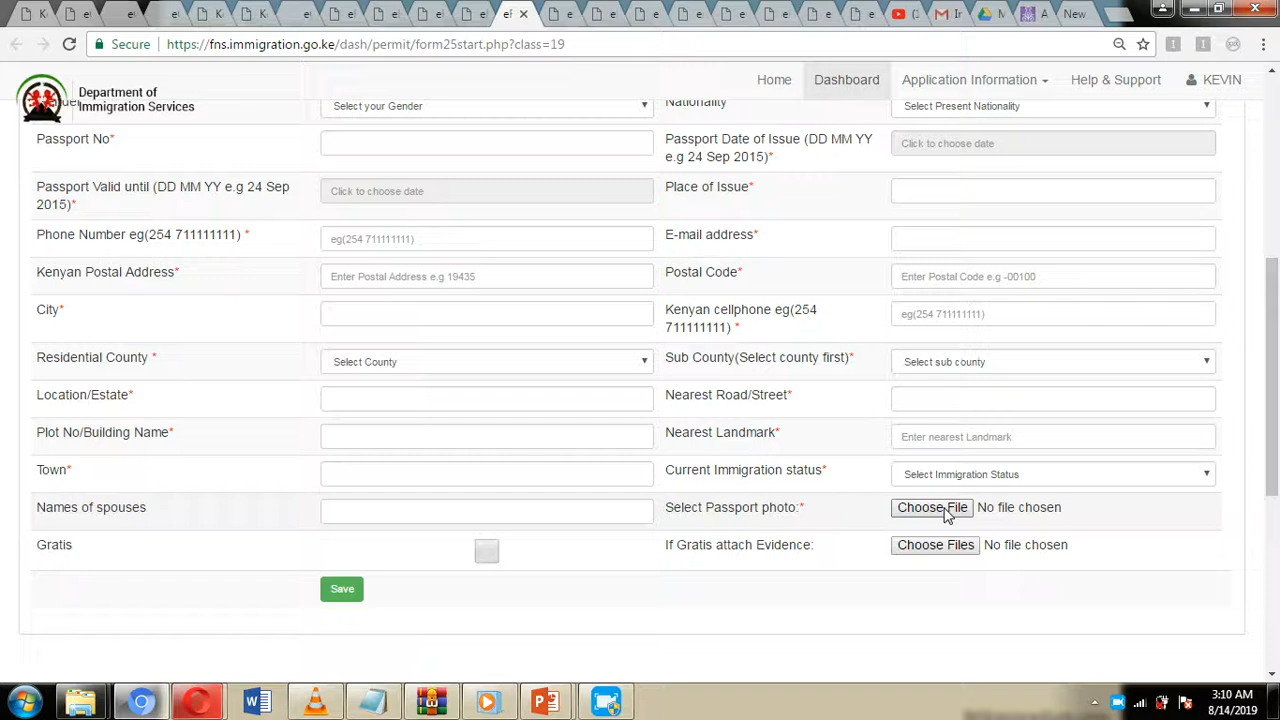 K
e
e
e
K
K
e
e
e
e
e
e
e
e
e
e
e
e
(
In
A
New
Secure
https://fns.immigration.go.ke/dash/permit/form25start.php?class=19
Department of
Immigration Services
Home
Dashboard
Application Information
Help & Support
KEVIN
Gender
Select your Gender
Nationality
Select Present Nationality
Passport No*
Passport Date of Issue (DD MM YY
e.g 24 Sep 2015)*
Click to choose date
Passport Valid until (DD MM YY e.g 24 Sep
2015)*
Click to choose date
Place of Issue*
Phone Number eg(254 711111111) *
eg(254 711111111)
E-mail address*
Kenyan Postal Address*
Enter Postal Address e.g 19435
Postal Code*
Enter Postal Code e.g -00100
City*
Kenyan cellphone eg(254
711111111) *
eg(254 711111111)
Residential County *
Select County
Sub County(Select county first)*
Select sub county
Location/Estate*
Nearest Road/Street*
Plot No/Building Name*
Nearest Landmark*
Enter nearest Landmark
Town*
Current Immigration status*
Select Immigration Status
Names of spouses
Select Passport photo:*
Choose File
No file chosen
Gratis
If Gratis attach Evidence:
Choose Files
No file chosen
Save
3:10 AM
8/14/2019